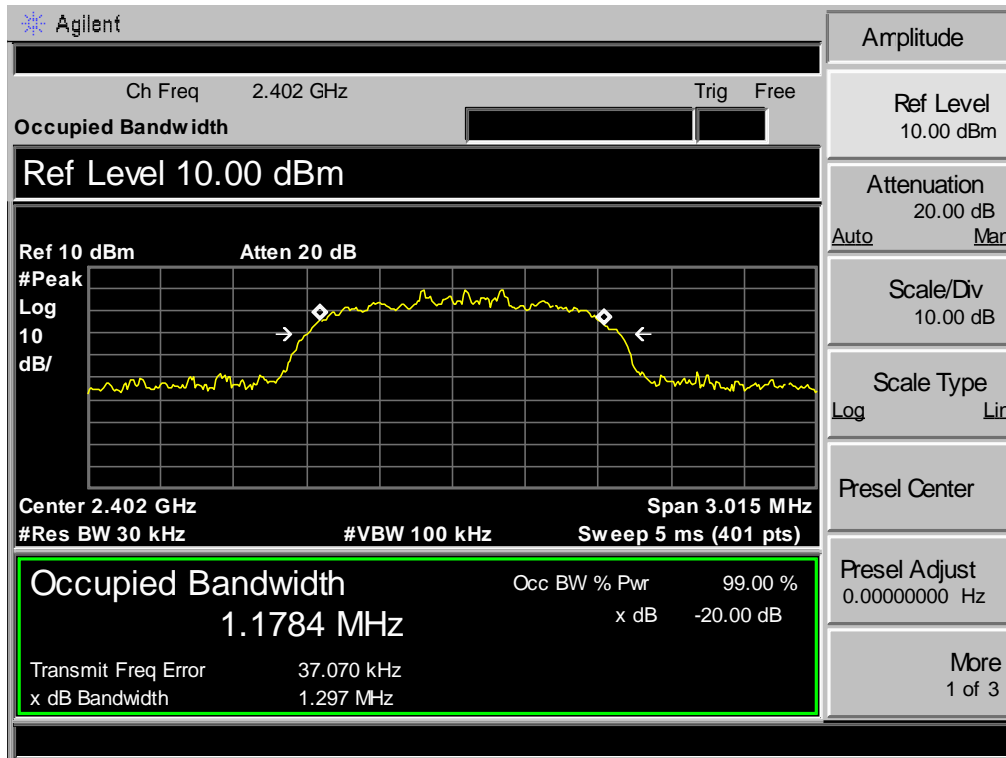 Agilent
Amplitude
Ch Freq 2.402 GHz Trig Free
Occupied Bandwidth
Ref Level
10.00 dBm
Ref Level 10.00 dBm
Attenuation
20.00 dB
Auto Man
Ref 10 dBm Atten 20 dB
#Peak
Log
10
dB/
Scale/Div
10.00 dB
Scale Type
Log Lin
Presel Center
Center 2.402 GHz Span 3.015 MHz
#Res BW 30 kHz #VBW 100 kHz Sweep 5 ms (401 pts)
Occupied Bandwidth Occ BW % Pwr 99.00 %
1.1784 MHz x dB -20.00 dB
Transmit Freq Error 37.070 kHz
x dB Bandwidth 1.297 MHz
Presel Adjust
0.00000000 Hz
More
1 of 3